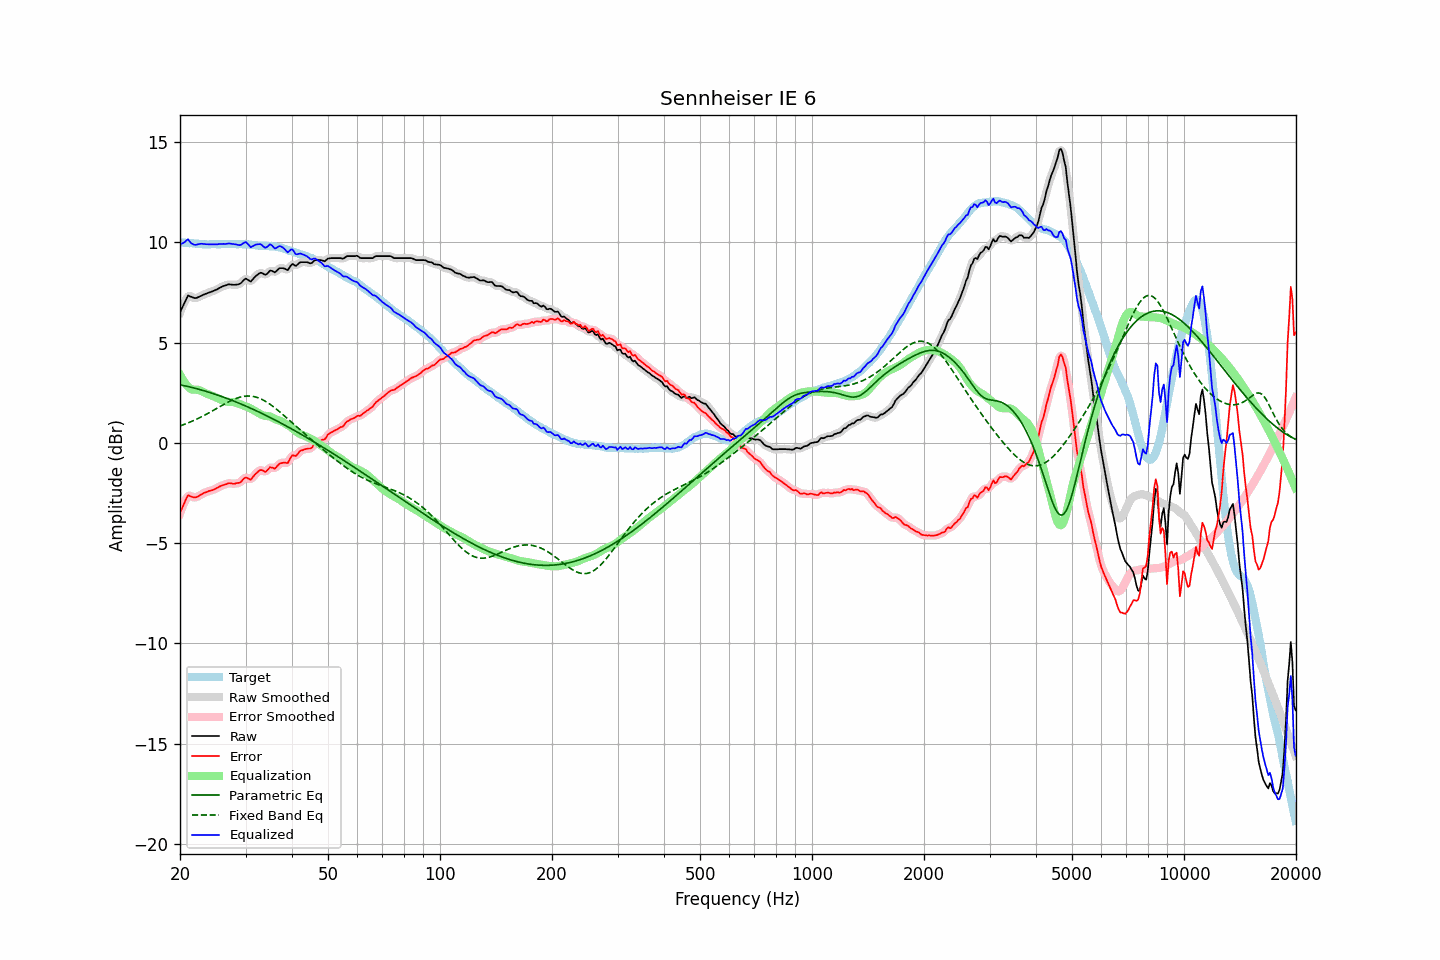 Sennheiser IE 6
Amplitude (dBr)
15
10
5
0
−5
−10
−15
−20
Target
Raw Smoothed
Error Smoothed
Raw
Error
Equalization
Parametric Eq
Fixed Band Eq
Equalized
20 50 100 200 500 1000 2000 5000 10000 20000
Frequency (Hz)